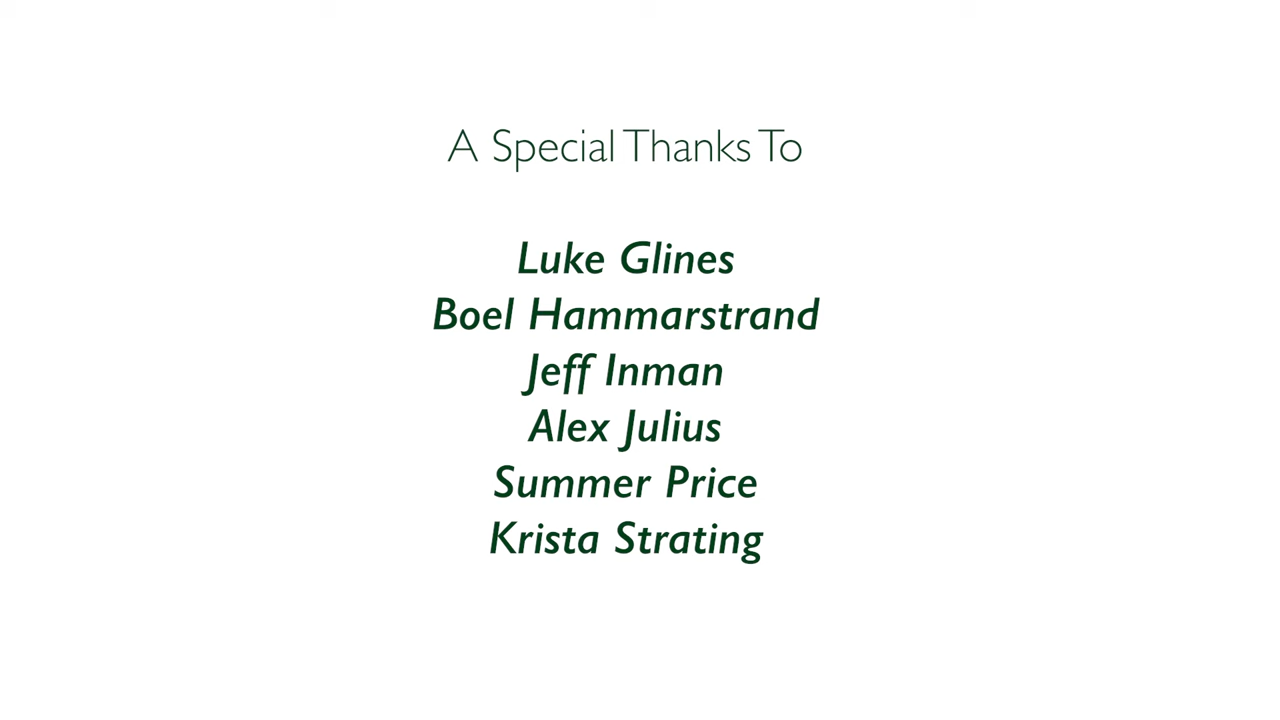 A Special Thanks To
Luke Glines
Boel Hammarstrand
Jeff Inman
Alex Julius
Summer Price
Krista Strating